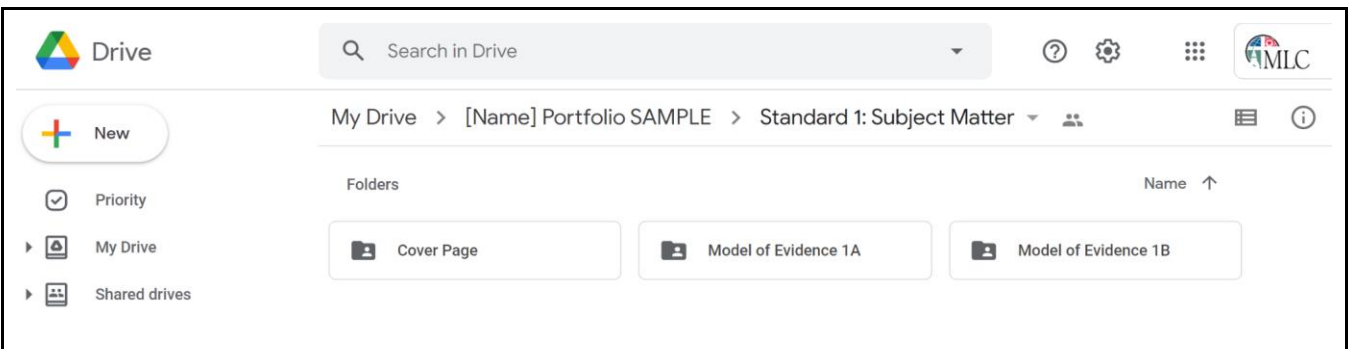 Drive
Search in Drive
MLC
My Drive > [Name] Portfolio SAMPLE > Standard 1: Subject Matter
New
Folders
Name
Priority
Cover Page
Model of Evidence 1A
Model of Evidence 1B
My Drive
Shared drives